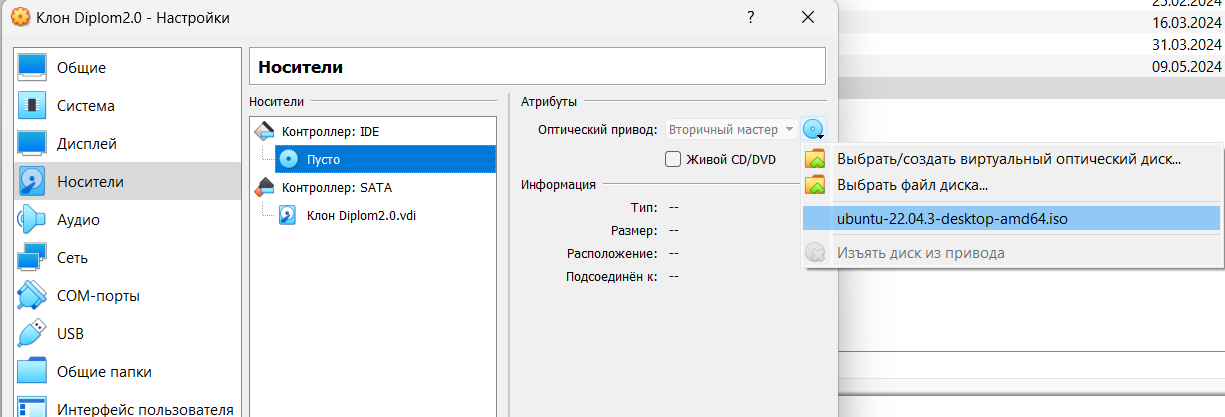 Клон Diplom2.0 - Настройки
?
25.02.2024
16.03.2024
31.03.2024
09.05.2024
Общие
Система
Дисплей
Носители
Аудио
Сеть
COM-порты
USB
Общие папки
Интерфейс пользователя
Носители
Носители
Контроллер: IDE
Пусто
Контроллер: SATA
Клон Diplom2.0.vdi
Атрибуты
Оптический привод: Вторичный мастер
Живой CD/DVD
Информация
Тип: --
Размер: --
Расположение: --
Подсоединён к: --
Выбрать/создать виртуальный оптический диск...
Выбрать файл диска...
ubuntu-22.04.3-desktop-amd64.iso
Изъять диск из привода